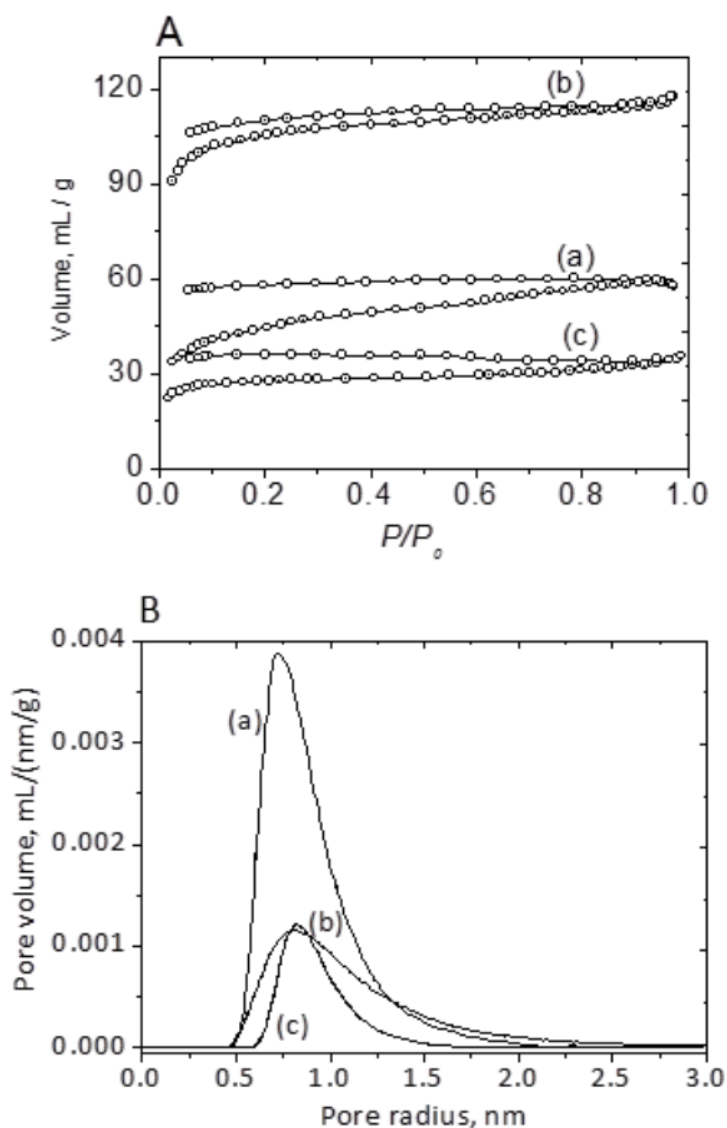 A
Volume, mL / g
120
90
60
30
0
(b)
(a)
(c)
0.0 0.2 0.4 0.6 0.8 1.0
P/Po
B
Pore volume, mL/(nm/g)
0.004
0.003
0.002
0.001
0.000
(a)
(b)
(c)
0.0 0.5 1.0 1.5 2.0 2.5 3.0
Pore radius, nm